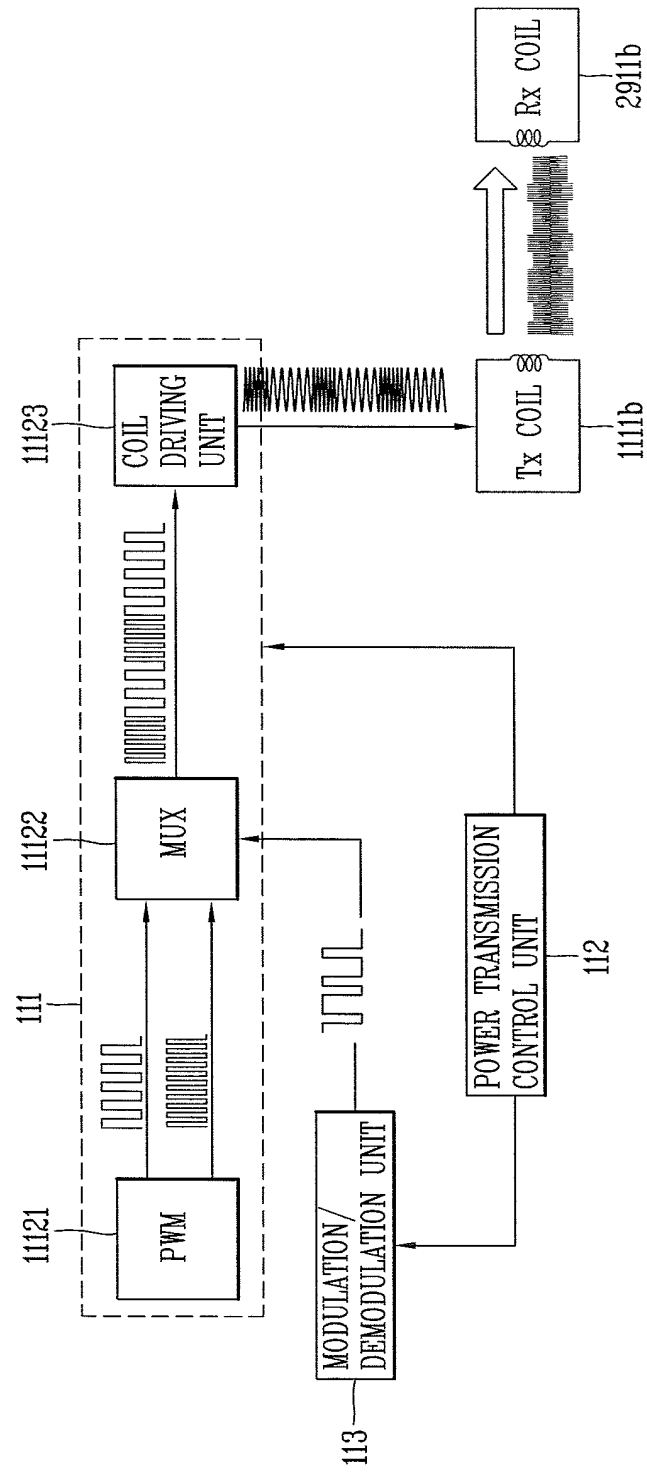 111
11121
PWM
11122
MUX
11123
COIL
DRIVING
UNIT
113
MODULATION/
DEMODULATION UNIT
POWER TRANSMISSION
CONTROL UNIT
112
Tx COIL
1111b
Rx COIL
2911b